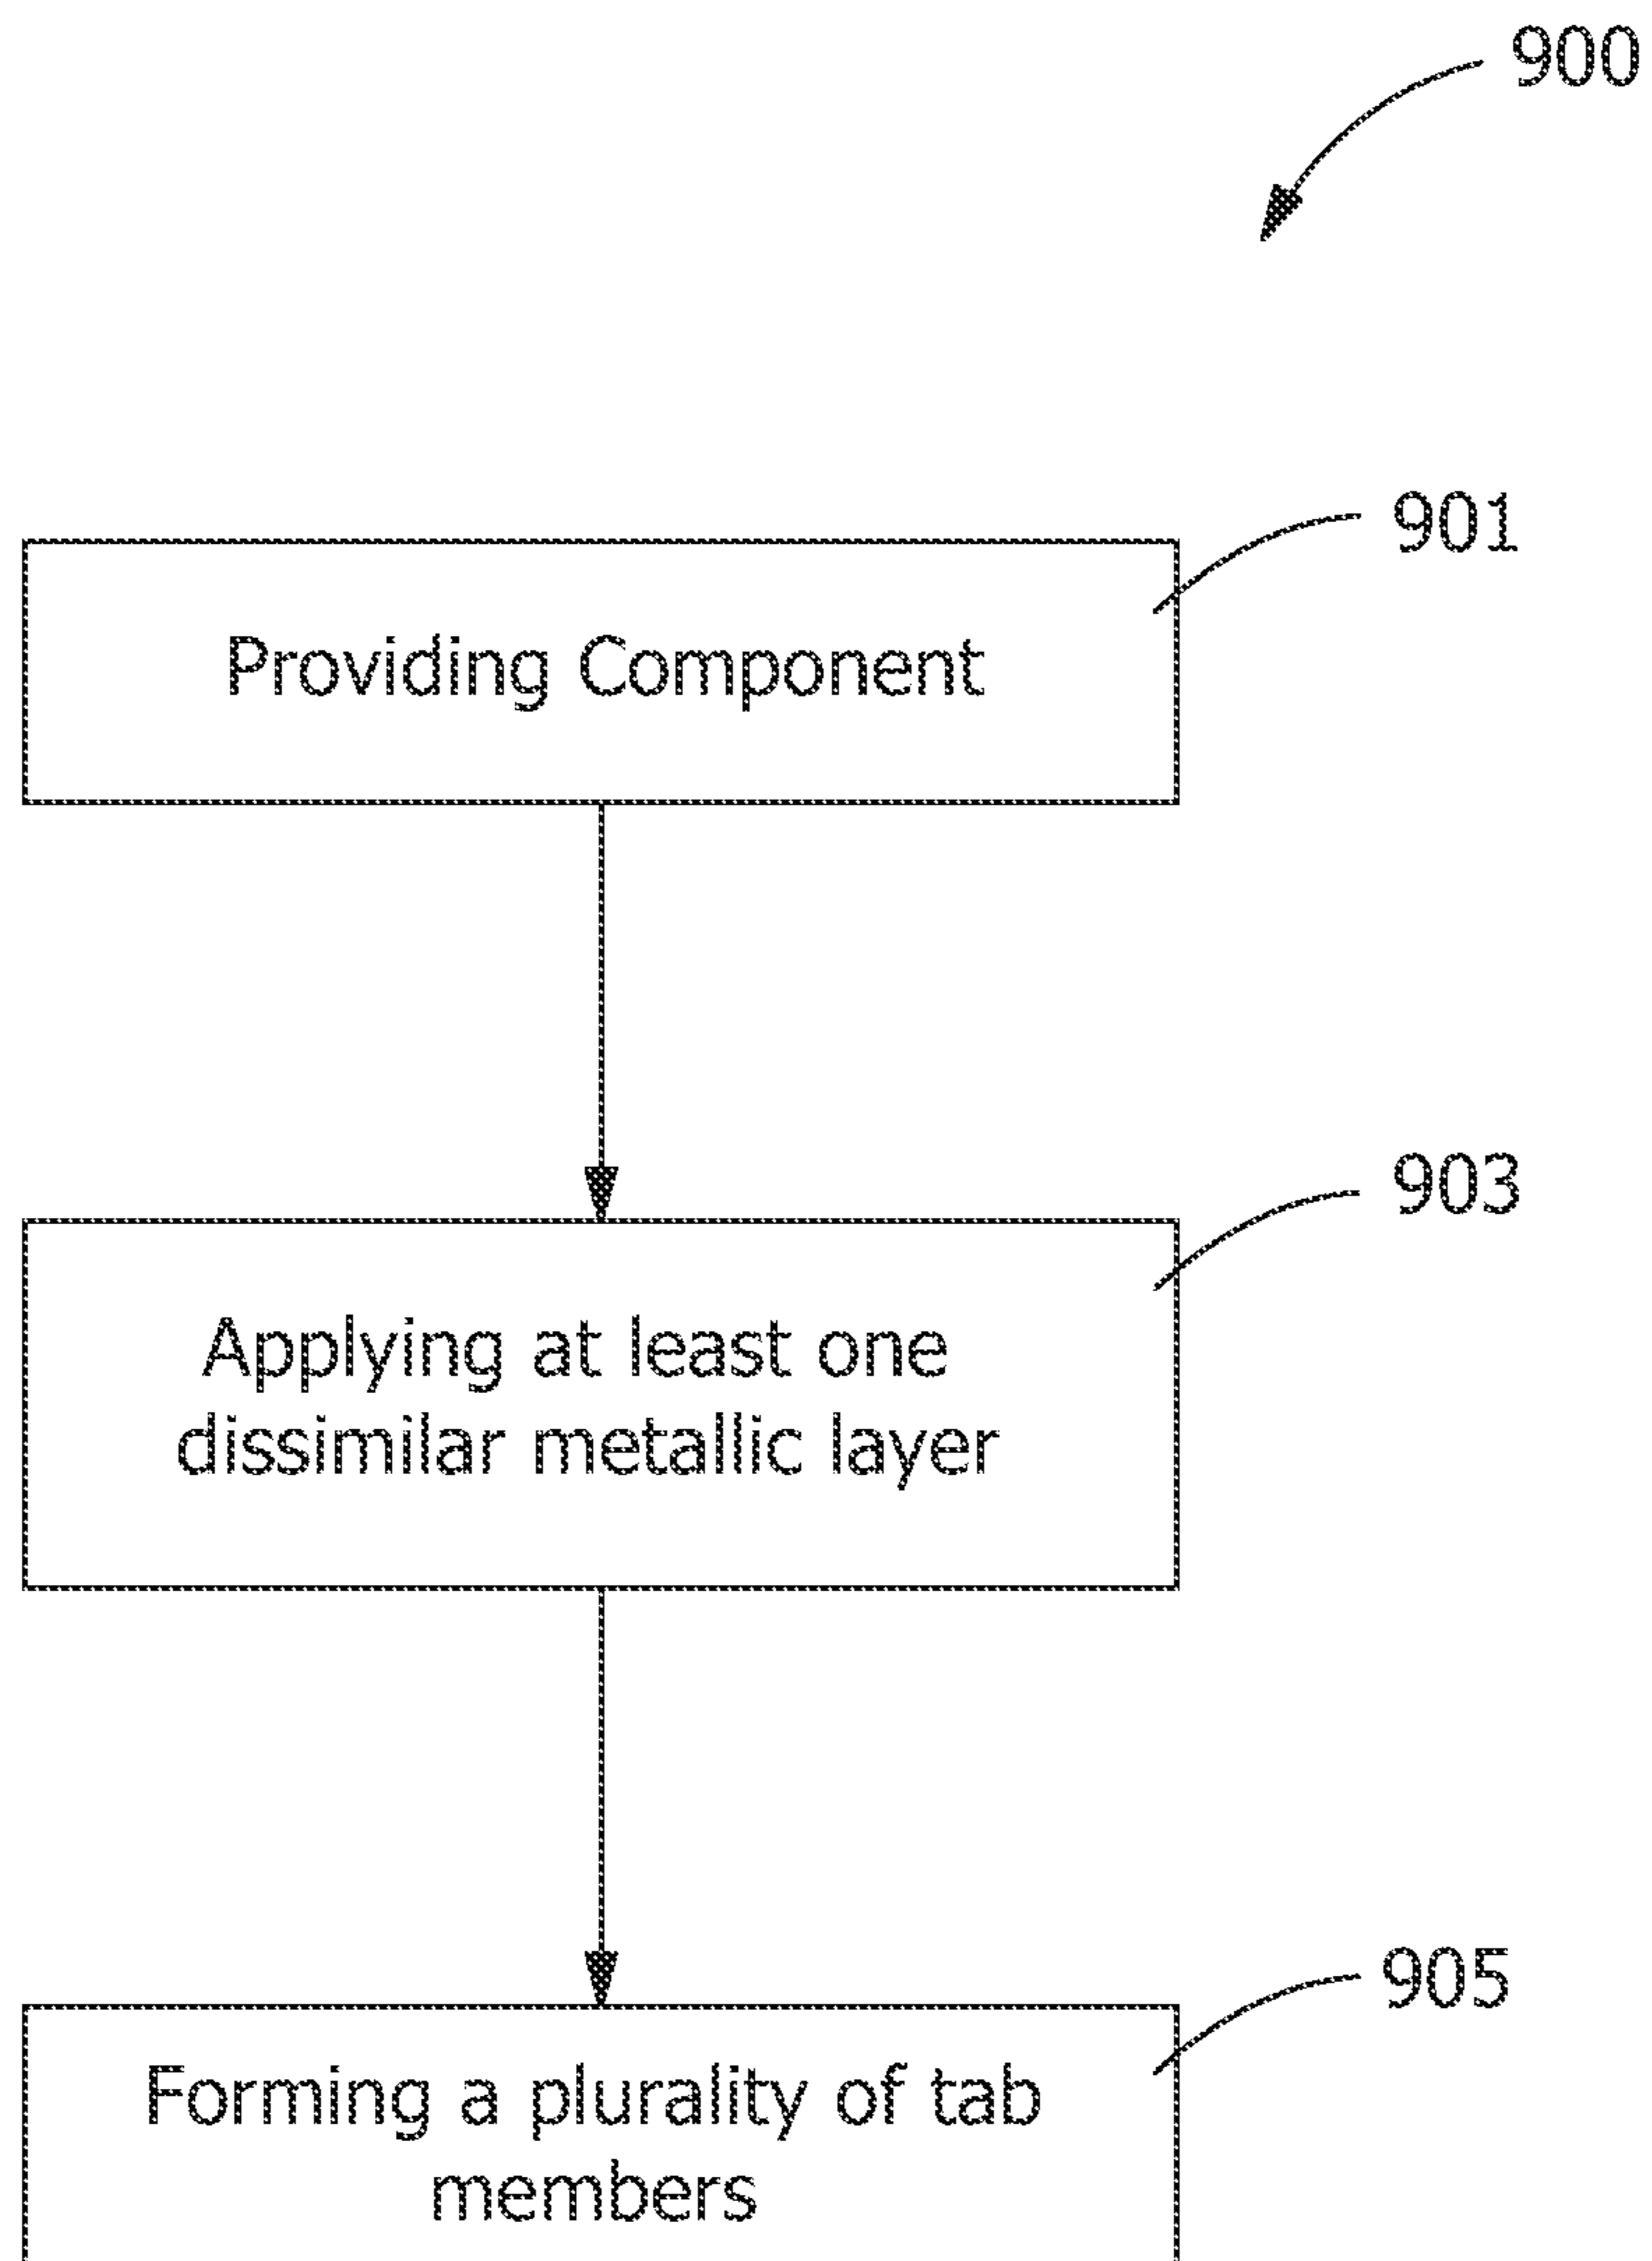 900
901
Providing Component
903
Applying at least one
dissimilar metallic layer
905
Forming a plurality of tab
members